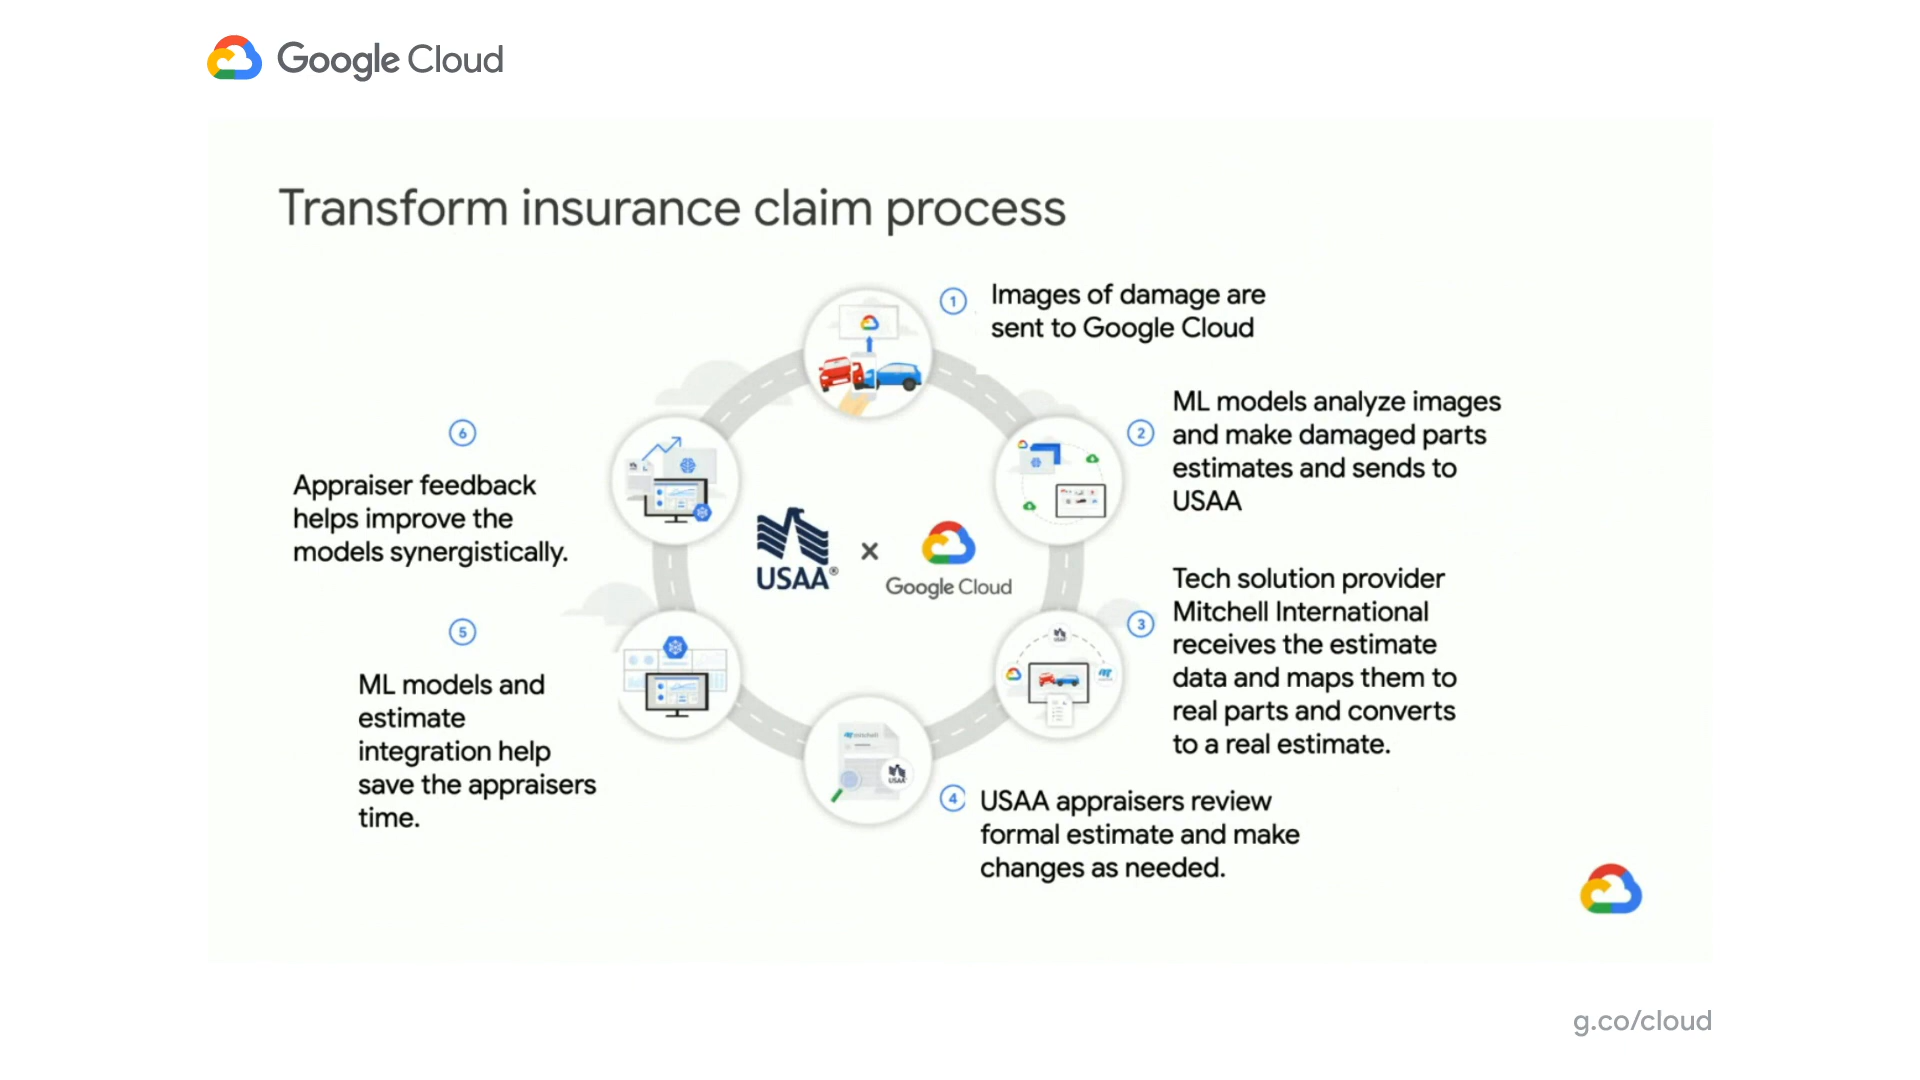 Google Cloud
Transform insurance claim process
1
Images of damage are
sent to Google Cloud
2
ML models analyze images
and make damaged parts
estimates and sends to
USAA
3
Tech solution provider
Mitchell International
receives the estimate
data and maps them to
real parts and converts
to a real estimate.
4
USAA appraisers review
formal estimate and make
changes as needed.
5
ML models and
estimate
integration help
save the appraisers
time.
6
Appraiser feedback
helps improve the
models synergistically.
USAA®
x
Google Cloud
Mitchell
USAA
USAA
g.co/cloud